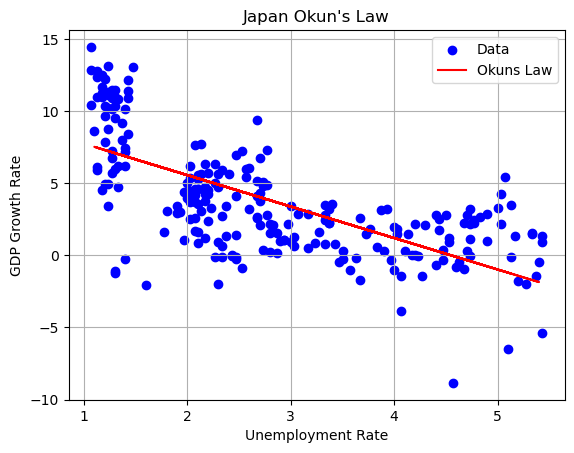 Japan Okun's Law
Data
Okuns Law
GDP Growth Rate
15
10
5
0
−5
−10
1
2
3
4
5
Unemployment Rate